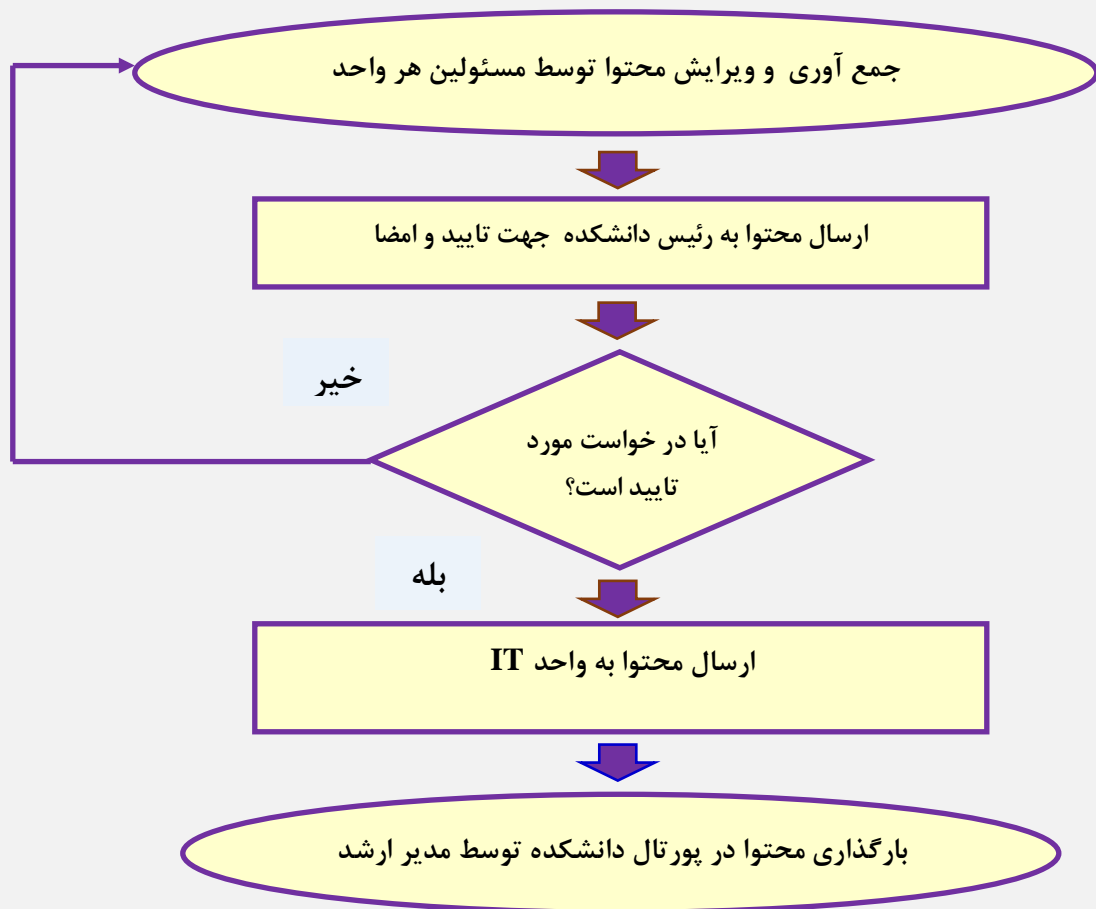 جمع آوری و ویرایش محتوا توسط مسئولین هر واحد
ارسال محتوا به رئیس دانشکده جهت تایید و امضا
خیر
آیا در خواست مورد
تایید است؟
بله
ارسال محتوا به واحد IT
بارگذاری محتوا در پورتال دانشکده توسط مدیر ارشد